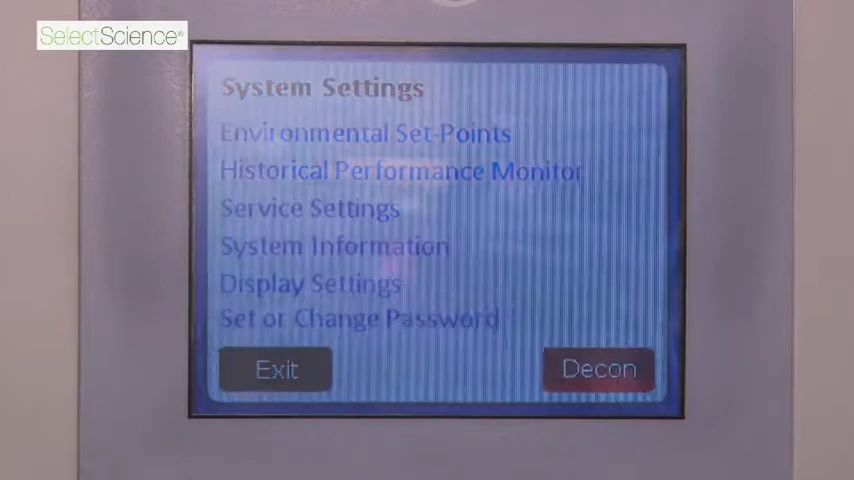 SelectScience®
System Settings
Environmental Set-Points
Historical Performance Monitor
Service Settings
System Information
Display Settings
Set or Change Password
Exit
Decon